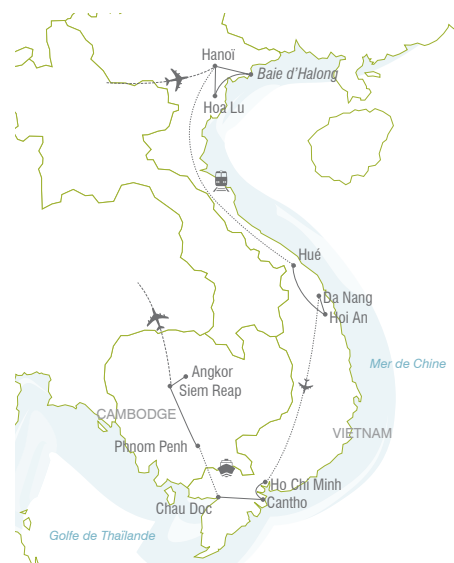 Hanoï
Baie d'Halong
Hoa Lu
Hué
Da Nang
Hoi An
Mer de Chine
Angkor
Siem Reap
CAMBODGE
VIETNAM
Phnom Penh
Ho Chi Minh
Cantho
Chau Doc
Golfe de Thaïlande